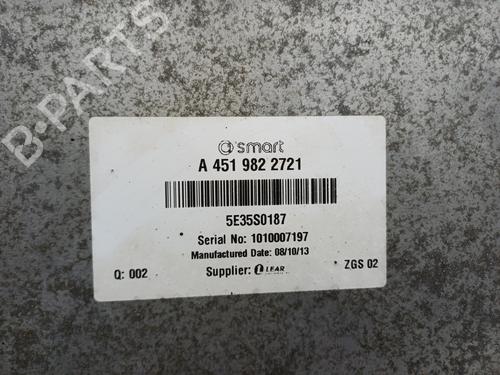 B-PARTS
smart
A 451 982 2721
5E35S0187
Serial No: 1010007197
Manufactured Date: 08/10/13
Q: 002
Supplier: LEAR
ZGS 02